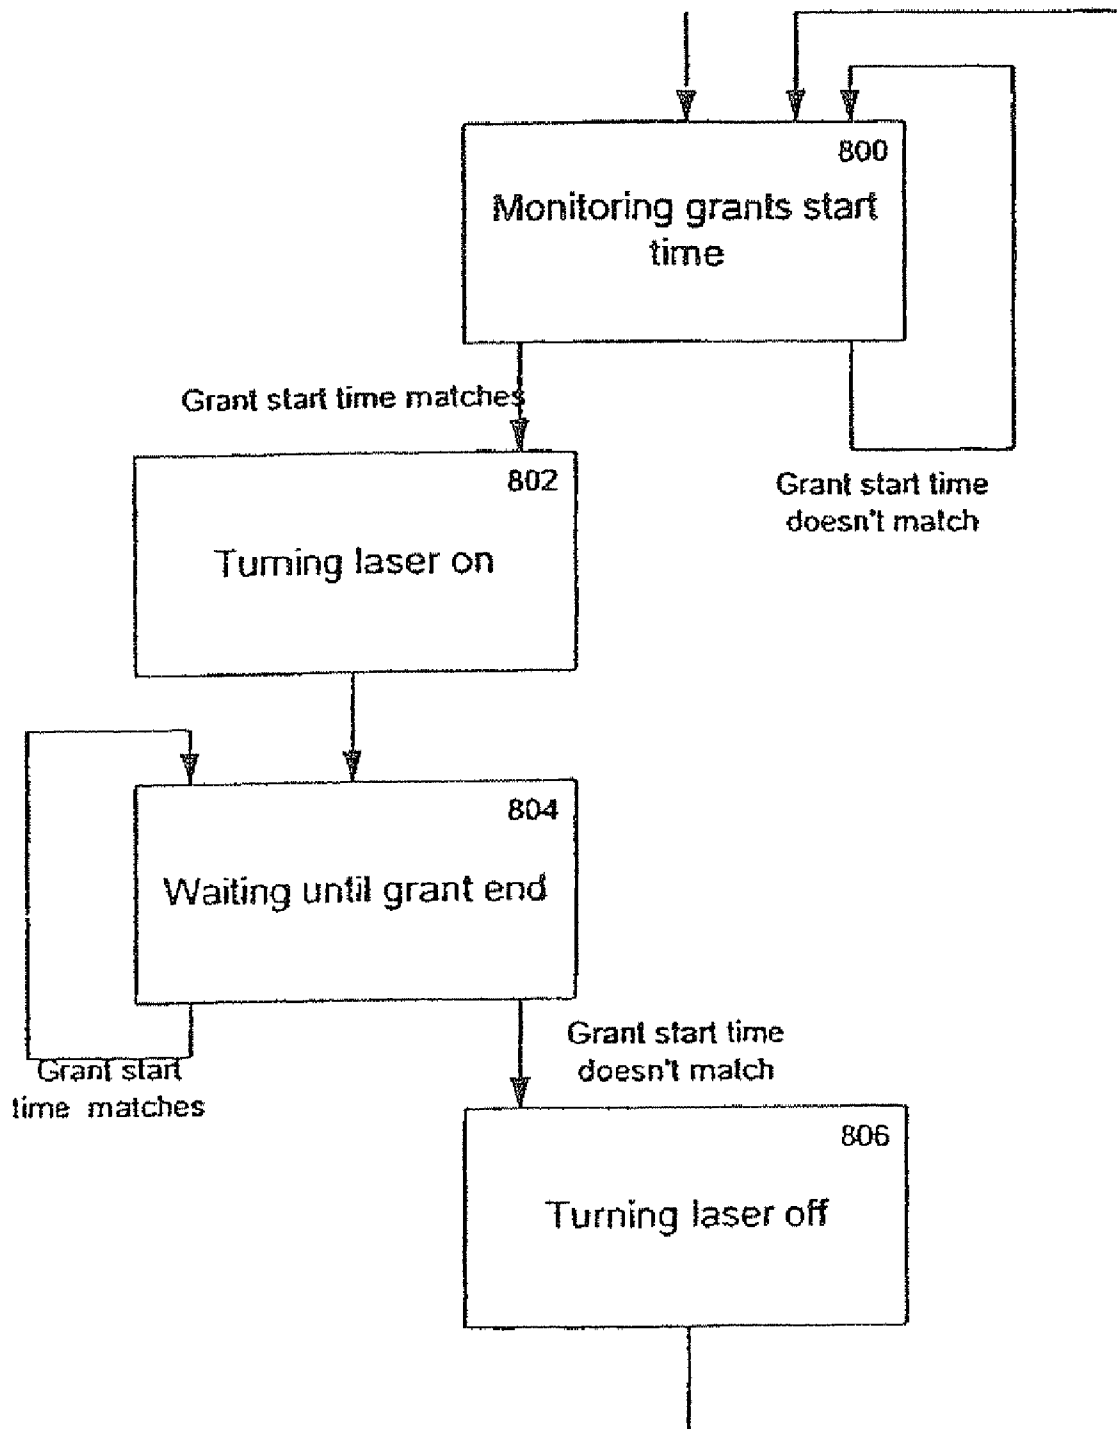 800
Monitoring grants start
time
Grant start time matches
802
Turning laser on
Grant start time
doesn't match
804
Waiting until grant end
Grant start time
doesn't match
Grant start
time matches
806
Turning laser off